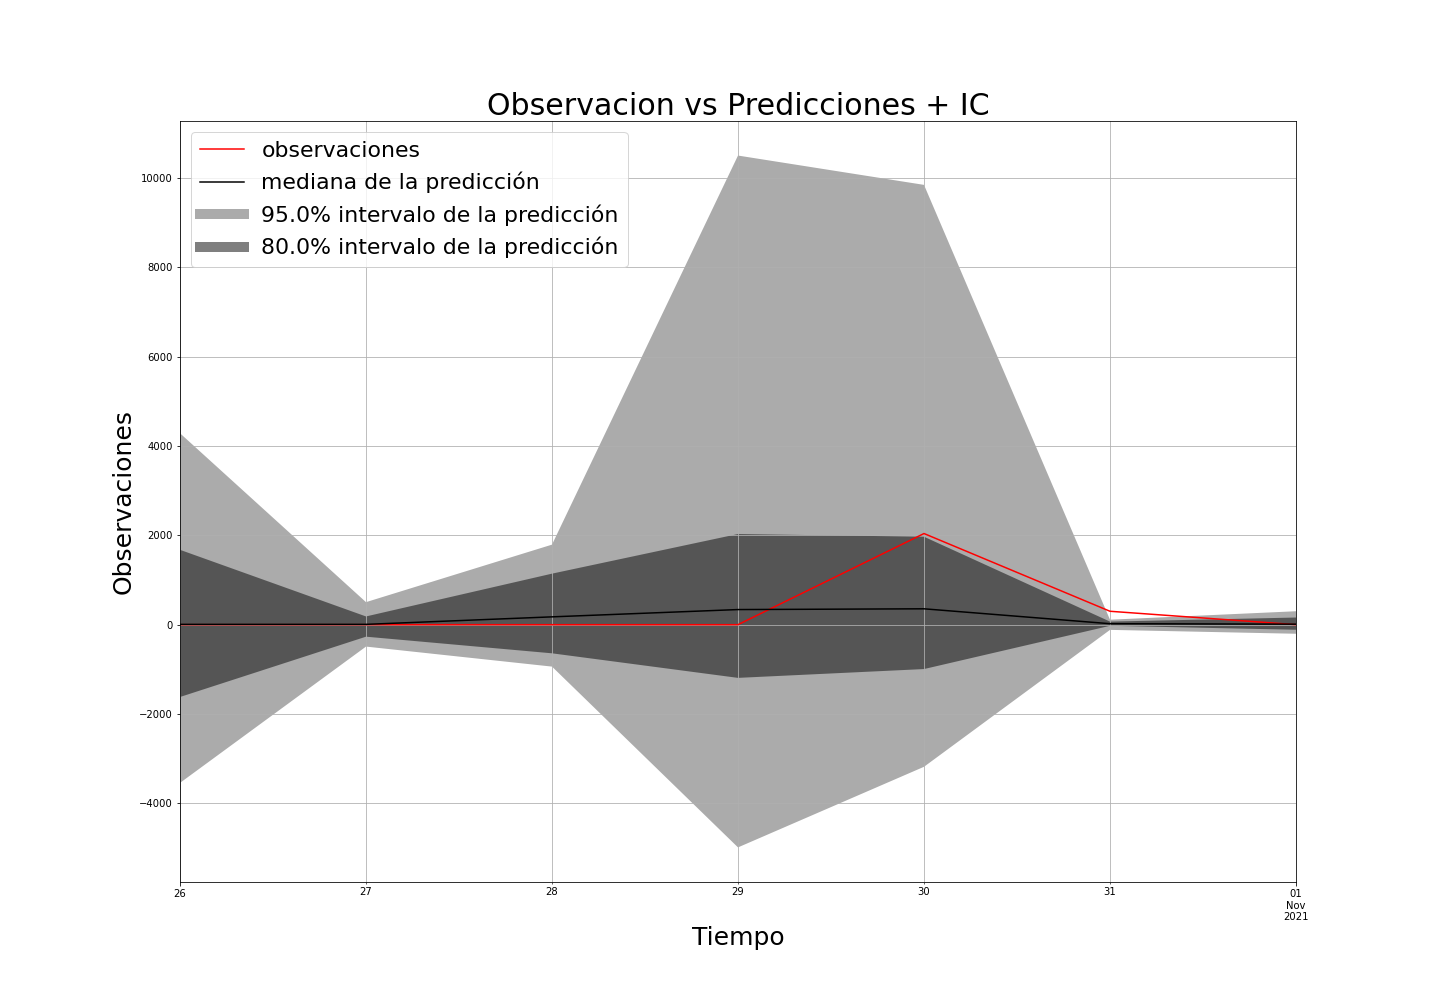 Observacion vs Predicciones + IC
observaciones
mediana de la predicción
95.0% intervalo de la predicción
80.0% intervalo de la predicción
10000
8000
6000
4000
2000
0
−2000
−4000
Observaciones
26 27 28 29 30 31 01
Nov
2021
Tiempo